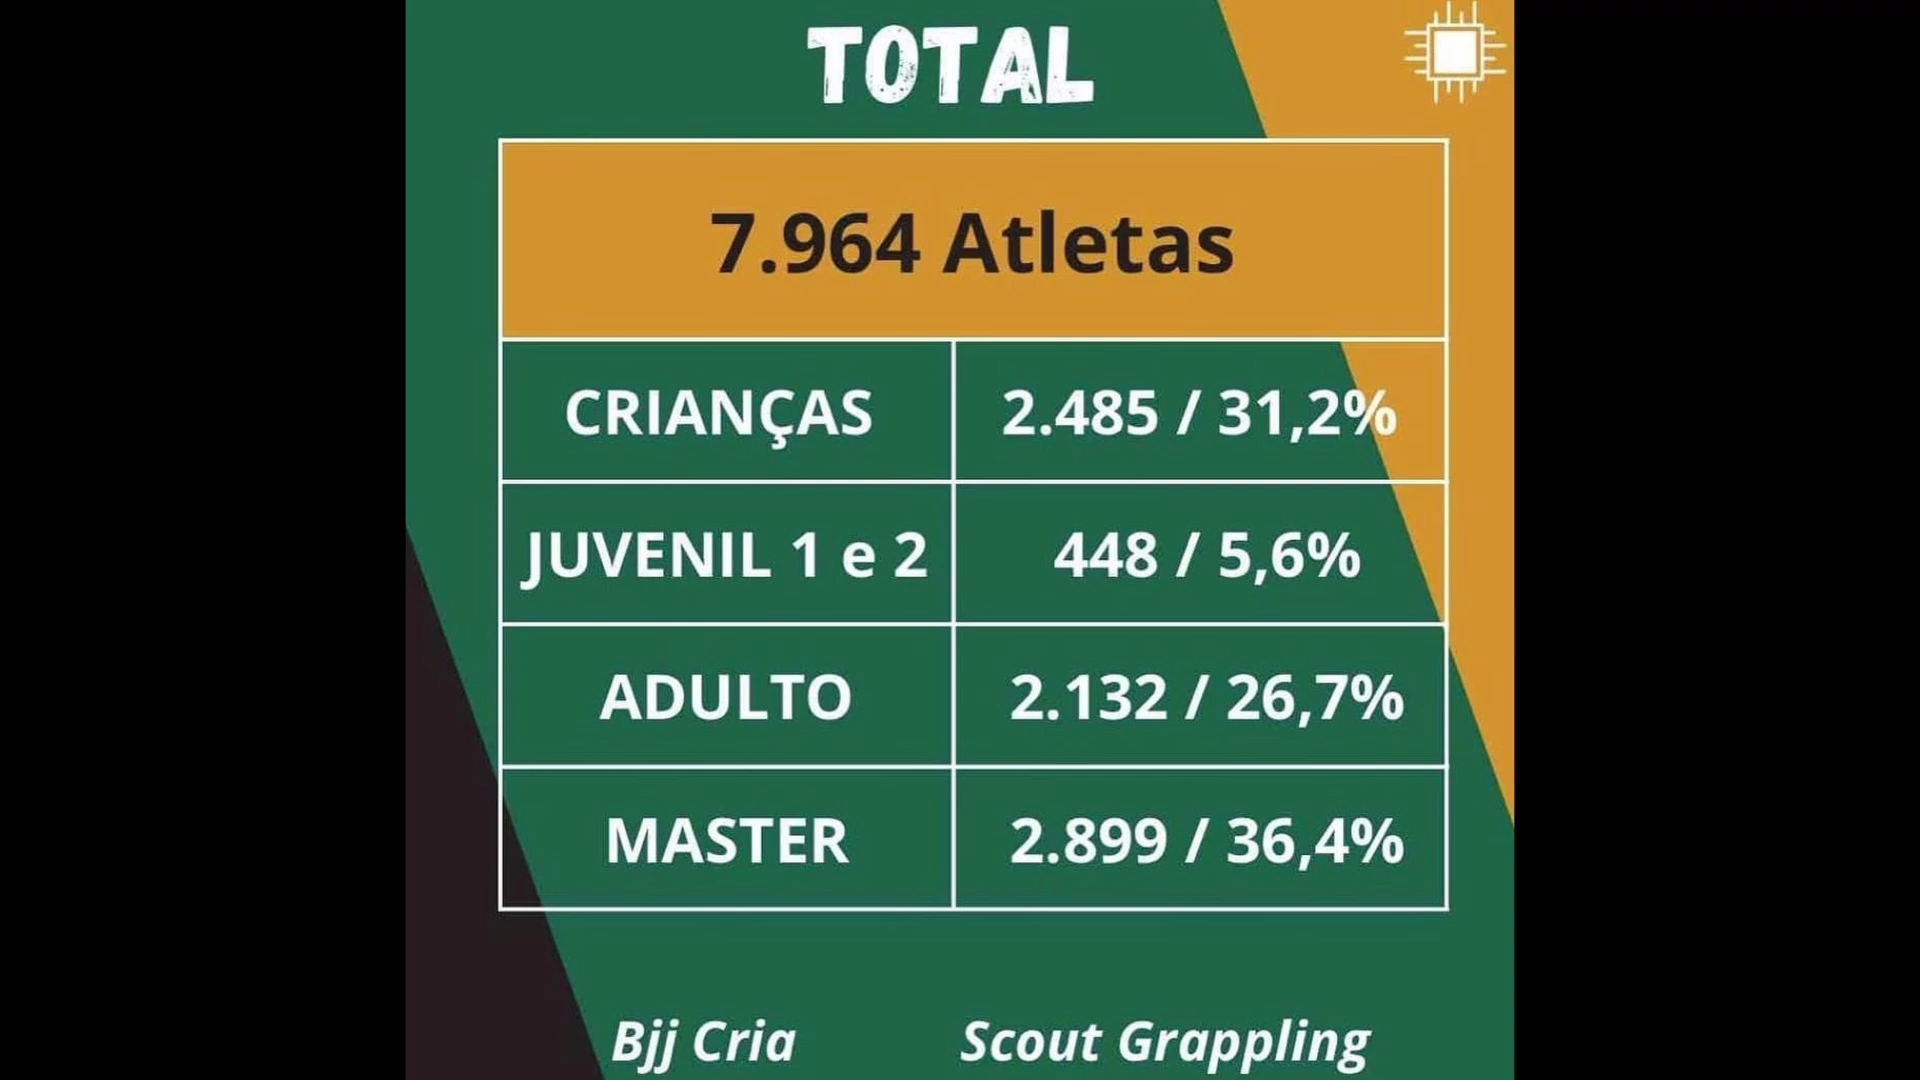 TOTAL
7.964 Atletas
CRIANÇAS 2.485 / 31,2%
JUVENIL 1 e 2 448 / 5,6%
ADULTO 2.132 / 26,7%
MASTER 2.899 / 36,4%
Bjj Cria Scout Grappling